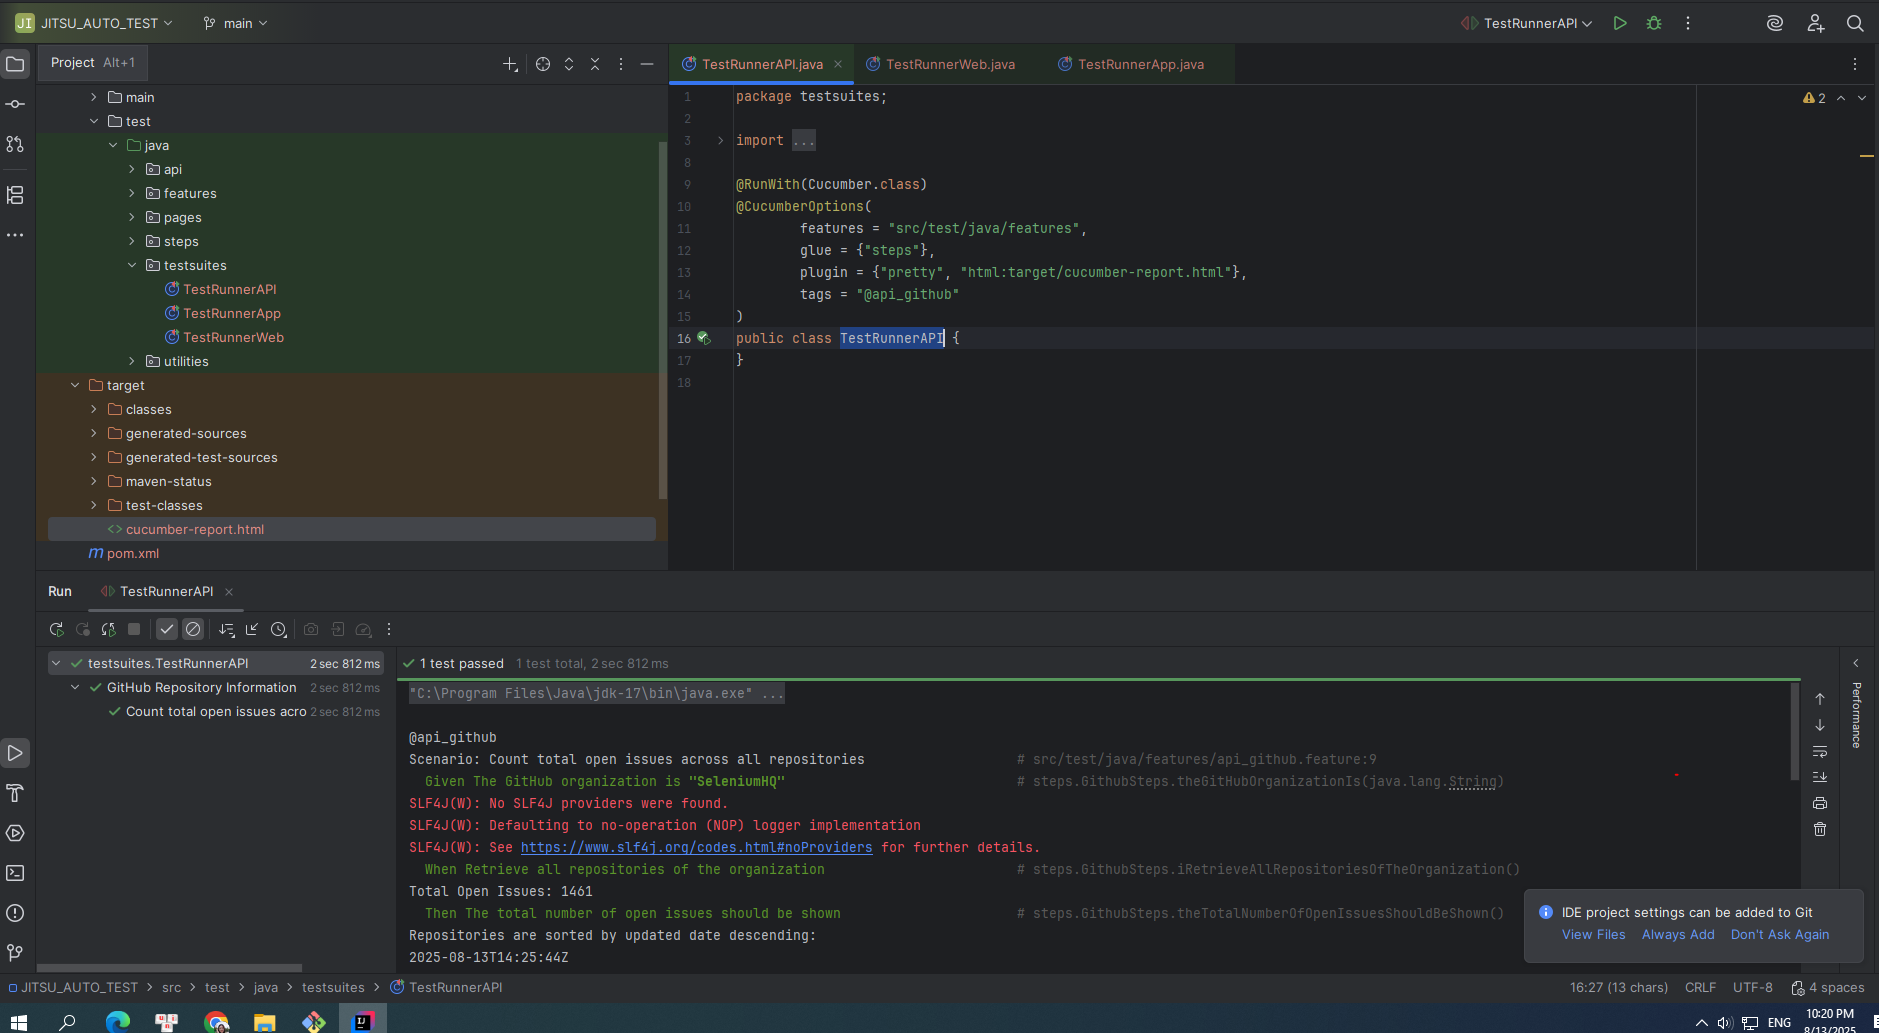 JI JITSU_AUTO_TEST main TestRunnerAPI
Project Alt+1
main
test
java
api
features
pages
steps
testsuites
TestRunnerAPI
TestRunnerApp
TestRunnerWeb
utilities
target
classes
generated-sources
generated-test-sources
maven-status
test-classes
<> cucumber-report.html
m pom.xml
TestRunnerAPI.java TestRunnerWeb.java TestRunnerApp.java
2
1 package testsuites;
2
3 import ...
8
9 @RunWith(Cucumber.class)
10 @CucumberOptions(
11 features = "src/test/java/features",
12 glue = {"steps"},
13 plugin = {"pretty", "html:target/cucumber-report.html"},
14 tags = "@api_github"
15 )
16 public class TestRunnerAPI {
17 }
18
Run TestRunnerAPI
testsuites.TestRunnerAPI 2 sec 812 ms
GitHub Repository Information 2 sec 812 ms
Count total open issues acro 2 sec 812 ms
1 test passed 1 test total, 2 sec 812 ms
"C:\Program Files\Java\jdk-17\bin\java.exe" ...
@api_github
Scenario: Count total open issues across all repositories # src/test/java/features/api_github.feature:9
Given The GitHub organization is "SeleniumHQ" # steps.GithubSteps.theGitHubOrganizationIs(java.lang.String)
SLF4J(W): No SLF4J providers were found.
SLF4J(W): Defaulting to no-operation (NOP) logger implementation
SLF4J(W): See https://www.slf4j.org/codes.html#noProviders for further details.
When Retrieve all repositories of the organization # steps.GithubSteps.iRetrieveAllRepositoriesOfTheOrganization()
Total Open Issues: 1461
Then The total number of open issues should be shown # steps.GithubSteps.theTotalNumberOfOpenIssuesShouldBeShown()
Repositories are sorted by updated date descending:
2025-08-13T14:25:44Z
Performance
IDE project settings can be added to Git
View Files Always Add Don't Ask Again
JITSU_AUTO_TEST > src > test > java > testsuites > TestRunnerAPI
16:27 (13 chars) CRLF UTF-8 4 spaces
IJ
ENG
10:20 PM
8/13/2025